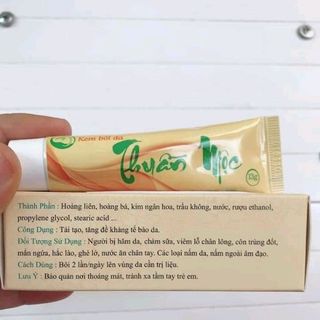 Kem bôi da
Thuần Mộc
15g
Thành Phần : Hoàng liên, hoàng bá, kim ngân hoa, trầu không, nước, rượu ethanol,
propylene glycol, stearic acid ...
Công Dụng : Tái tạo, tăng đề kháng tế bào da.
Đối Tượng Sử Dụng : Người bị hăm da, chàm sữa, viêm lỗ chân lông, côn trùng đốt,
mẩn ngứa, hắc lào, ghẻ lở, nước ăn chân tay. Các loại nấm da, nấm ngoài âm đạo.
Cách Dùng : Bôi 2 lần/ngày lên vùng da cần trị liệu.
Lưu Ý : Bảo quản nơi thoáng mát, tránh xa tầm tay trẻ em.